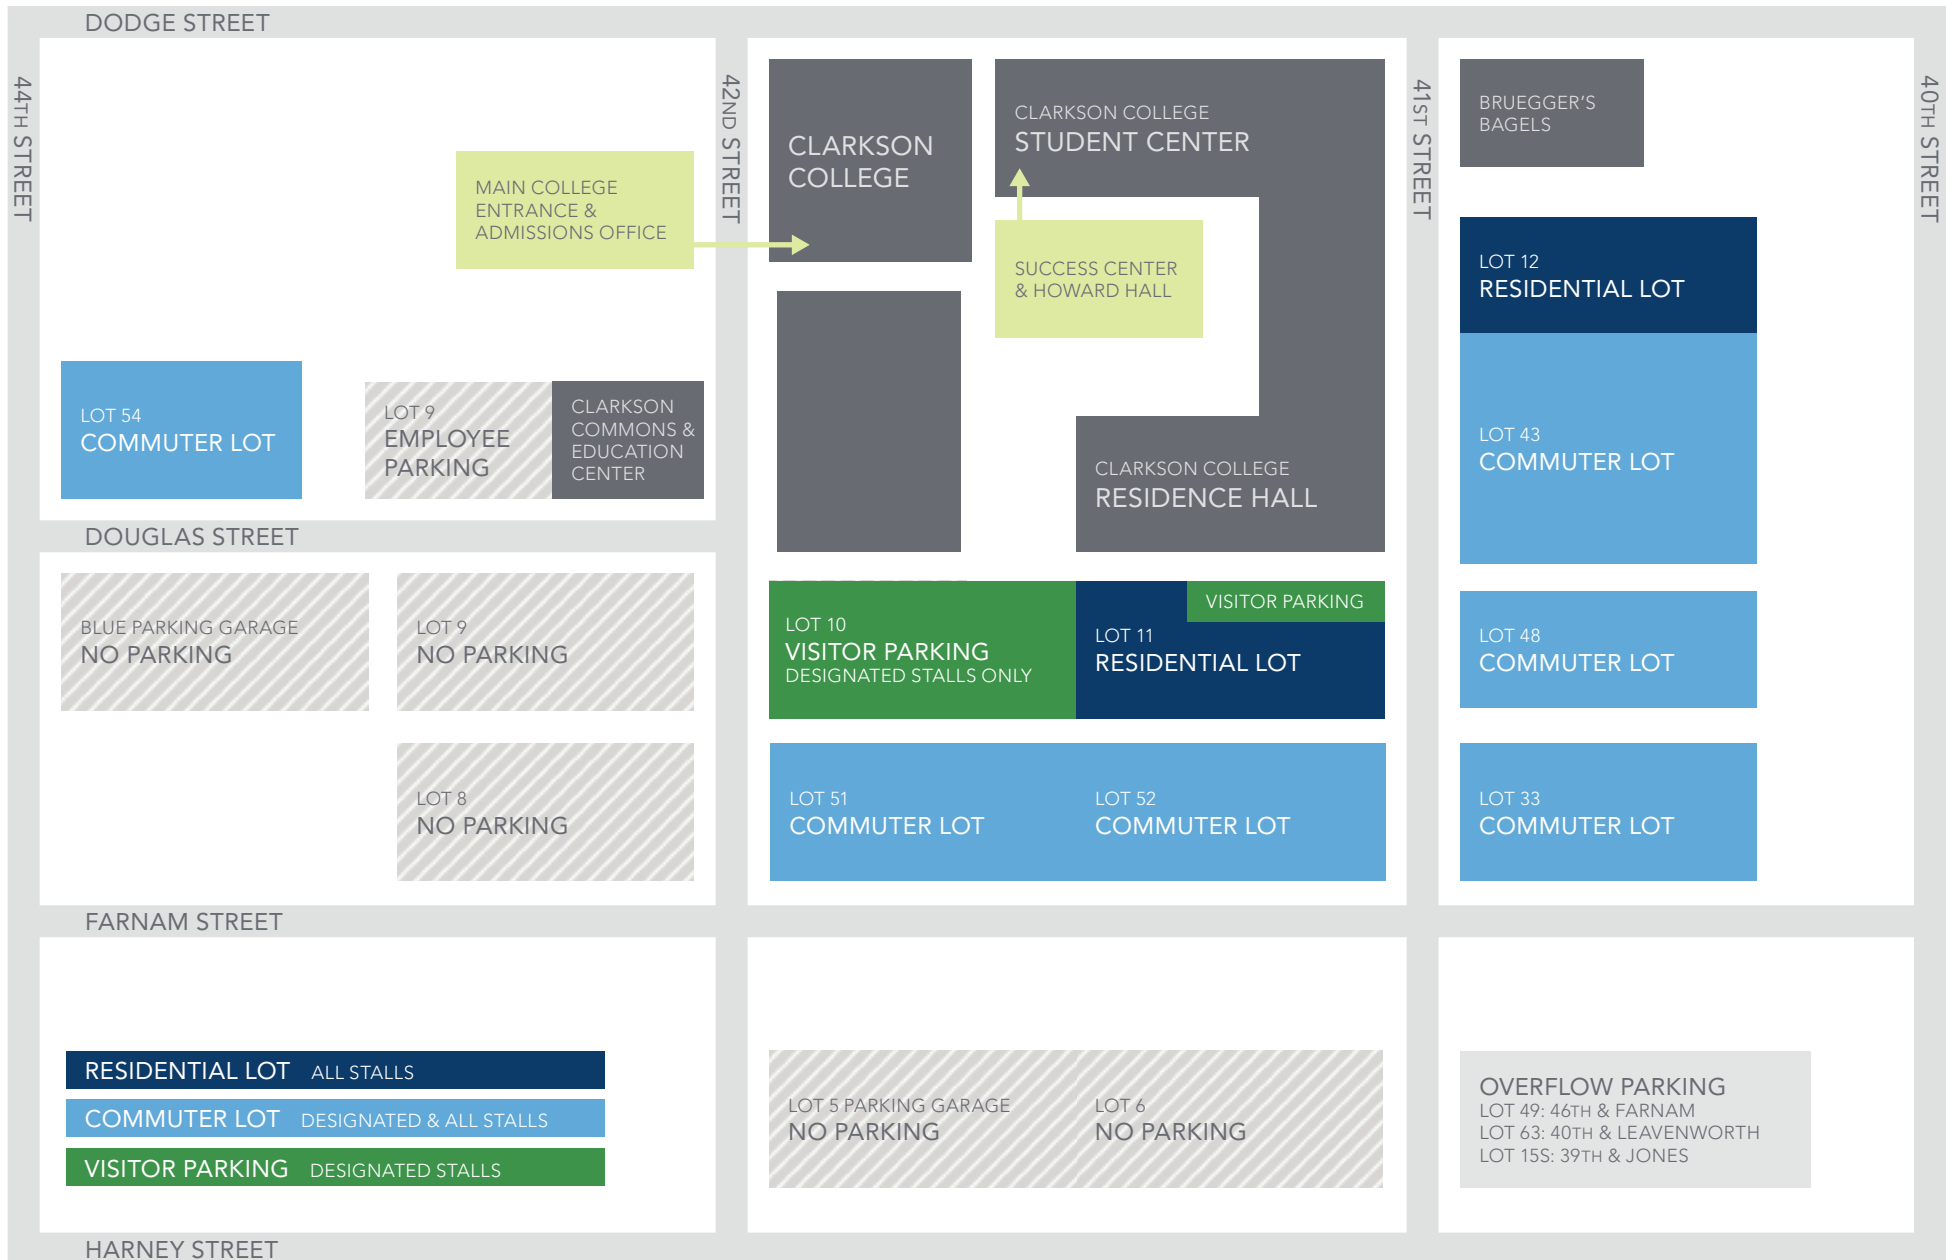 DODGE STREET
44TH STREET
42ND STREET
41ST STREET
40TH STREET
MAIN COLLEGE
ENTRANCE &
ADMISSIONS OFFICE
CLARKSON
COLLEGE
CLARKSON COLLEGE
STUDENT CENTER
SUCCESS CENTER
& HOWARD HALL
BRUEGGER'S
BAGELS
LOT 12
RESIDENTIAL LOT
LOT 54
COMMUTER LOT
LOT 9
EMPLOYEE
PARKING
CLARKSON
COMMONS &
EDUCATION
CENTER
CLARKSON COLLEGE
RESIDENCE HALL
LOT 43
COMMUTER LOT
DOUGLAS STREET
BLUE PARKING GARAGE
NO PARKING
LOT 9
NO PARKING
LOT 10
VISITOR PARKING
DESIGNATED STALLS ONLY
VISITOR PARKING
LOT 11
RESIDENTIAL LOT
LOT 48
COMMUTER LOT
LOT 8
NO PARKING
LOT 51
COMMUTER LOT
LOT 52
COMMUTER LOT
LOT 33
COMMUTER LOT
FARNAM STREET
RESIDENTIAL LOT ALL STALLS
COMMUTER LOT DESIGNATED & ALL STALLS
VISITOR PARKING DESIGNATED STALLS
LOT 5 PARKING GARAGE
NO PARKING
LOT 6
NO PARKING
OVERFLOW PARKING
LOT 49: 46TH & FARNAM
LOT 63: 40TH & LEAVENWORTH
LOT 15S: 39TH & JONES
HARNEY STREET